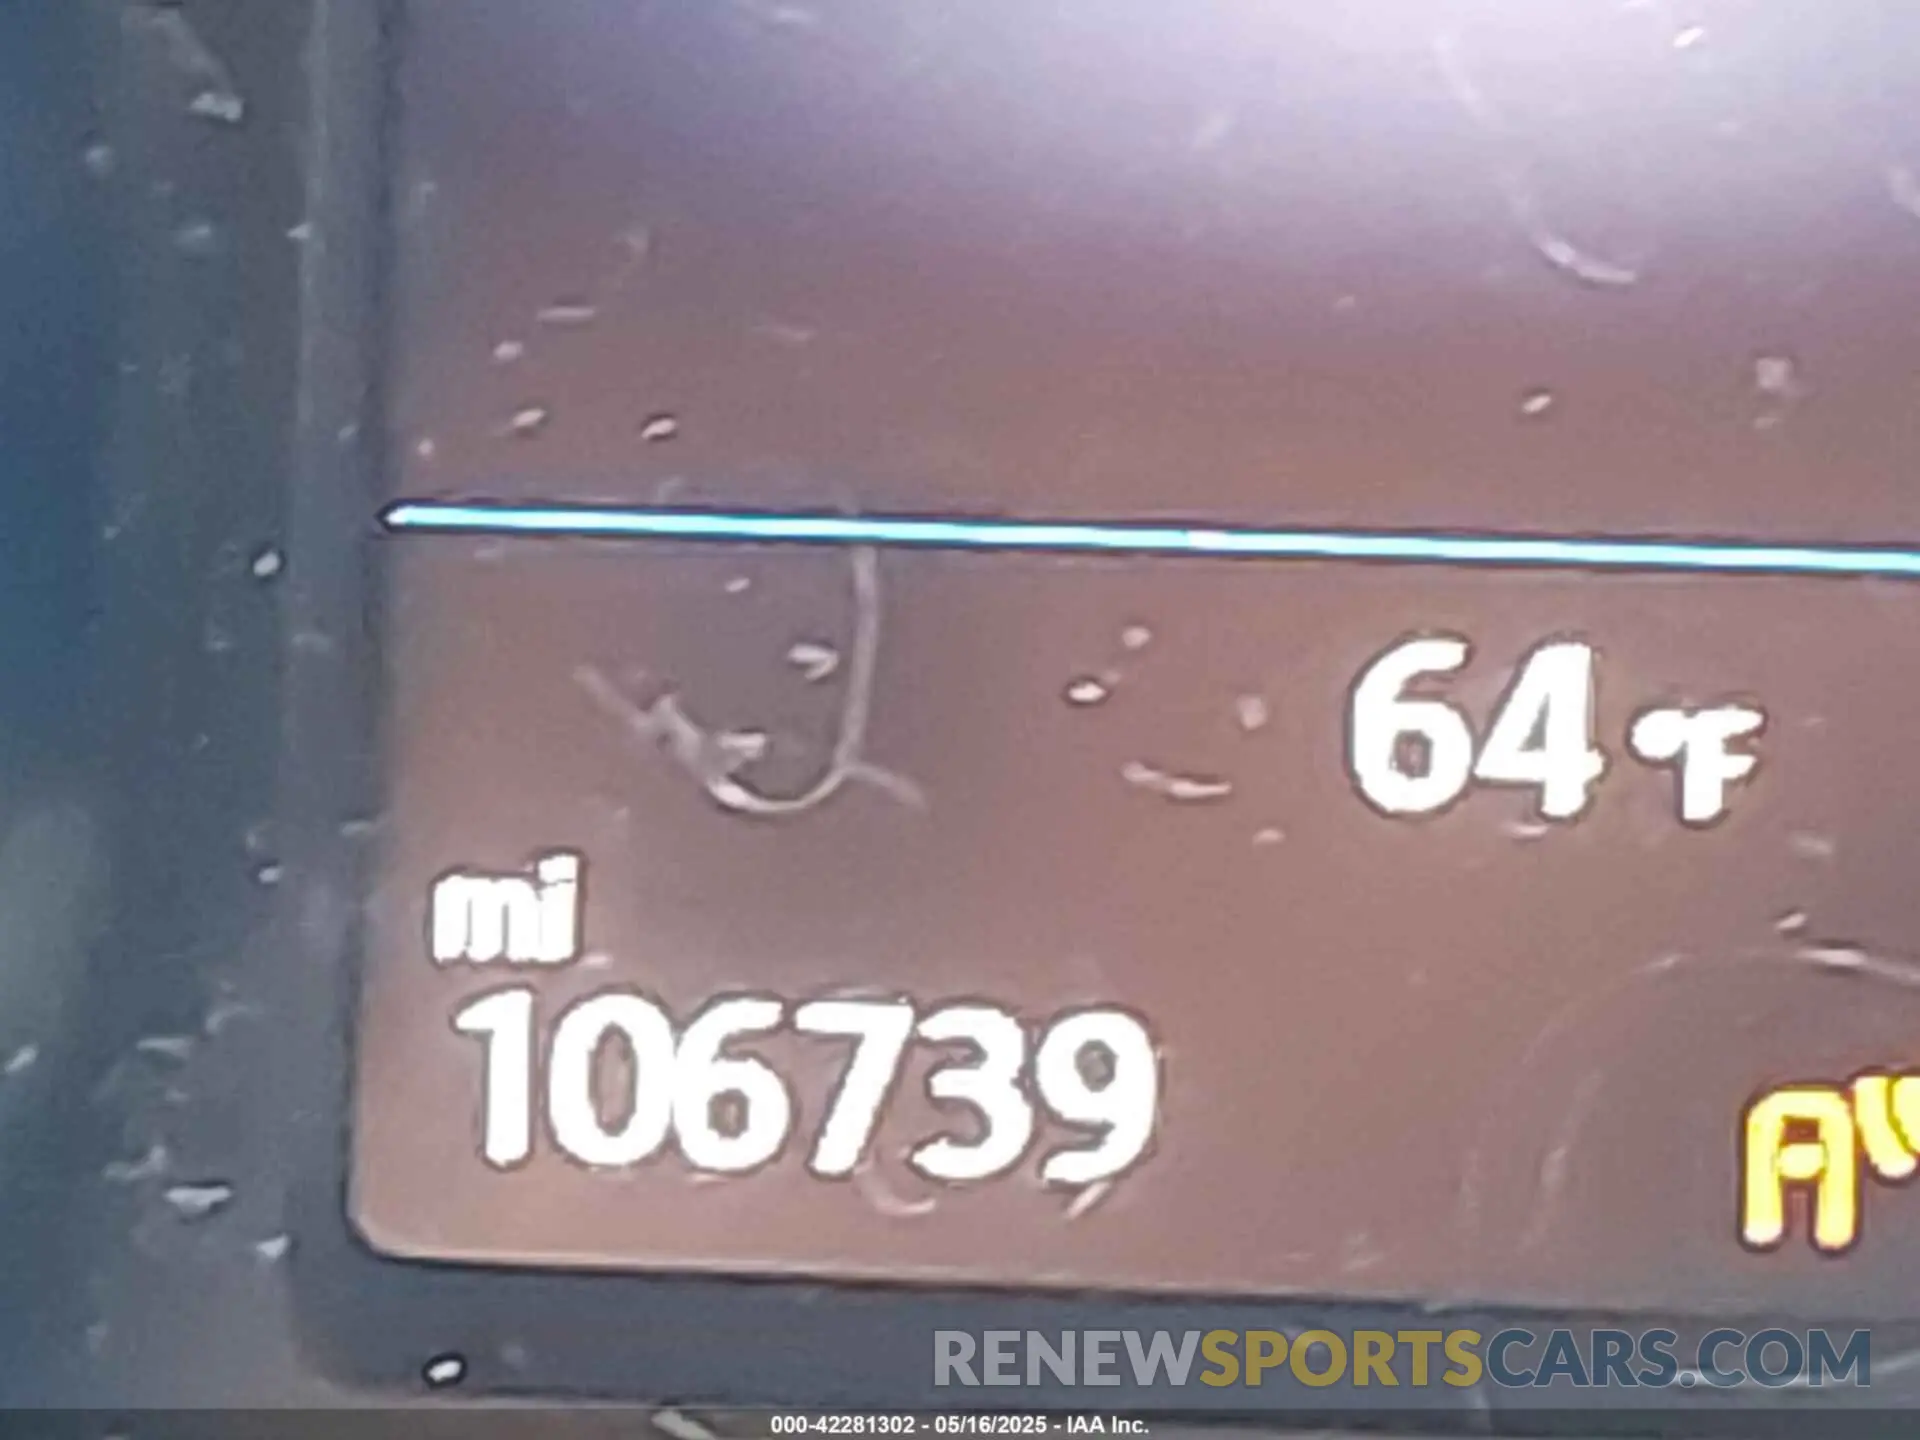 64 °F
mi
106739
RENEWSPORTSCARS.COM
000-42281302 - 05/16/2025 - IAA Inc.